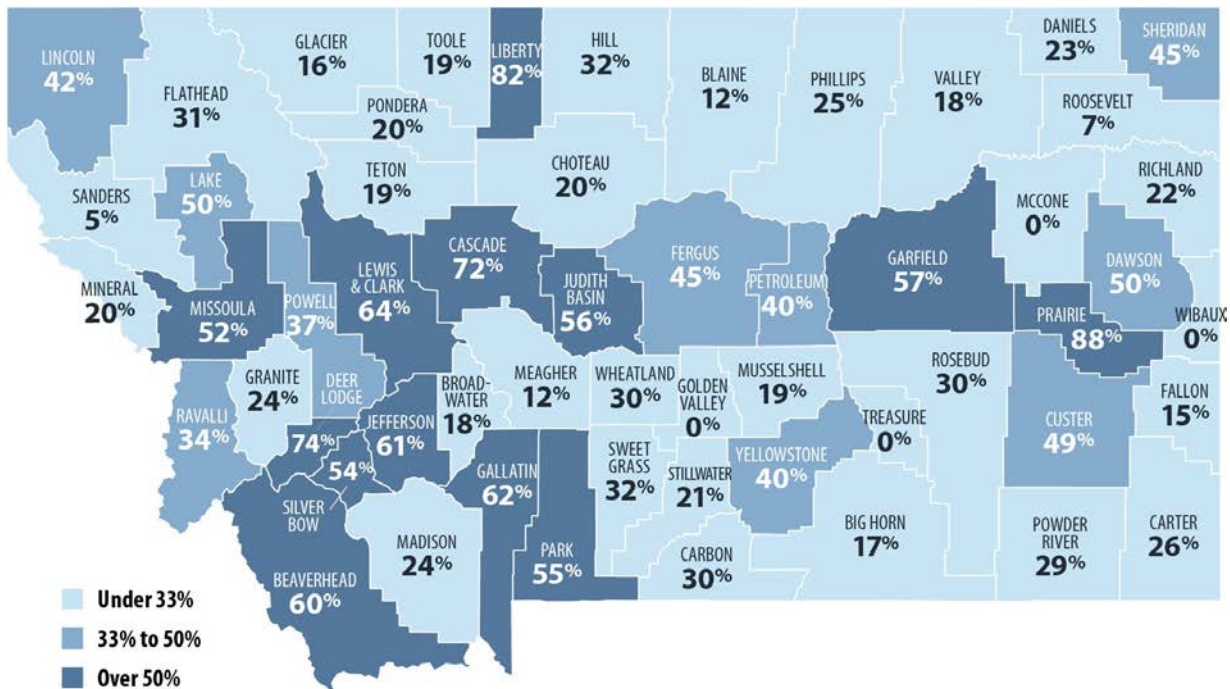 LINCOLN
42%
FLATHEAD
31%
GLACIER
16%
TOOLE
19%
LIBERTY
82%
HILL
32%
BLAINE
12%
PHILLIPS
25%
VALLEY
18%
DANIELS
23%
SHERIDAN
45%
ROOSEVELT
7%
PONDERA
20%
TETON
19%
CHOTEAU
20%
RICHLAND
22%
MCCONE
0%
SANDERS
5%
LAKE
50%
MINERAL
20%
MISSOULA
52%
POWELL
37%
LEWIS
& CLARK
64%
CASCADE
72%
JUDITH
BASIN
56%
FERGUS
45%
PETROLEUM
40%
GARFIELD
57%
DAWSON
50%
PRAIRIE
88%
WIBAUX
0%
RAVALLI
34%
GRANITE
24%
DEER
LODGE
74%
SILVER
BOW
54%
JEFFERSON
61%
BROAD-
WATER
18%
MEAGHER
12%
WHEATLAND
30%
GOLDEN
VALLEY
0%
MUSSELSHELL
19%
TREASURE
0%
ROSEBUD
30%
CUSTER
49%
FALLON
15%
BEAVERHEAD
60%
MADISON
24%
GALLATIN
62%
PARK
55%
SWEET
GRASS
32%
STILLWATER
21%
YELLOWSTONE
40%
CARBON
30%
BIG HORN
17%
POWDER
RIVER
29%
CARTER
26%
Under 33%
33% to 50%
Over 50%